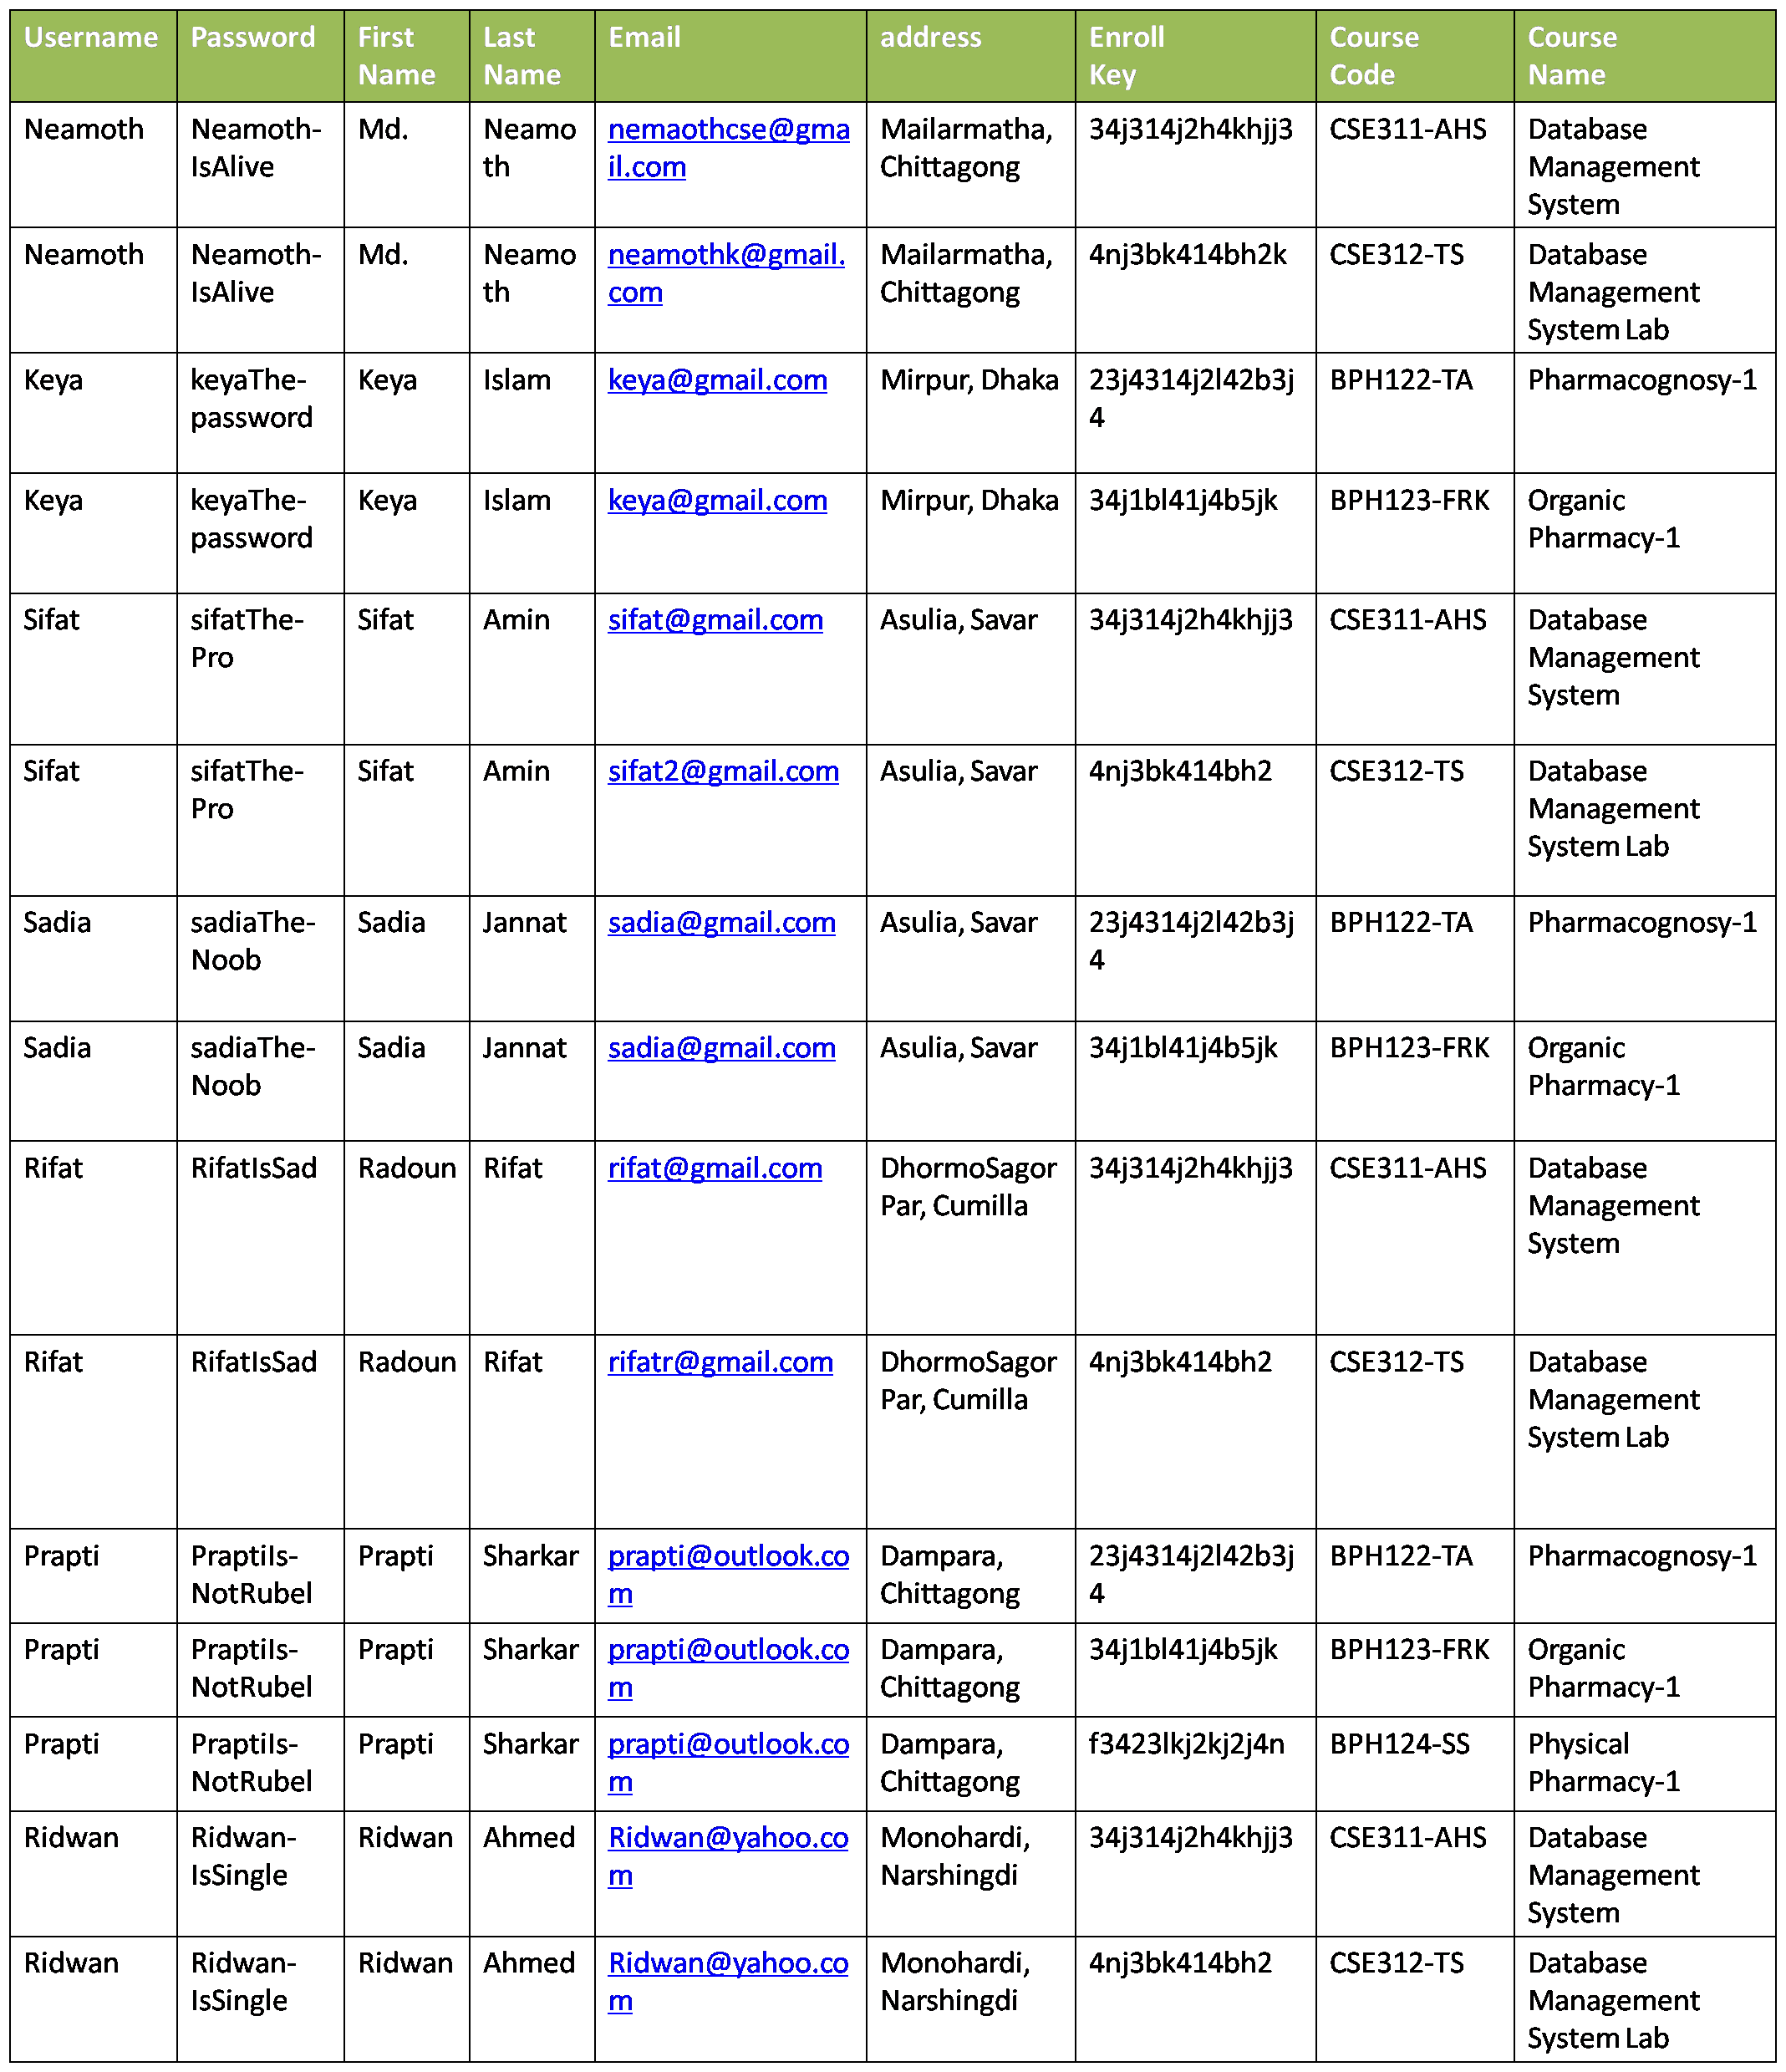 Username Password First Name Last Name Email address Enroll Key Course Code Course Name
Neamoth Neamoth-IsAlive Md. Neamoth nemaothcse@gmail.com Mailarmatha, Chittagong 34j314j2h4khjj3 CSE311-AHS Database Management System
Neamoth Neamoth-IsAlive Md. Neamoth neamothk@gmail.com Mailarmatha, Chittagong 4nj3bk414bh2k CSE312-TS Database Management System Lab
Keya keyaThe-password Keya Islam keya@gmail.com Mirpur, Dhaka 23j4314j2l42b3j4 BPH122-TA Pharmacognosy-1
Keya keyaThe-password Keya Islam keya@gmail.com Mirpur, Dhaka 34j1bl41j4b5jk BPH123-FRK Organic Pharmacy-1
Sifat sifatThe-Pro Sifat Amin sifat@gmail.com Asulia, Savar 34j314j2h4khjj3 CSE311-AHS Database Management System
Sifat sifatThe-Pro Sifat Amin sifat2@gmail.com Asulia, Savar 4nj3bk414bh2 CSE312-TS Database Management System Lab
Sadia sadiaThe-Noob Sadia Jannat sadia@gmail.com Asulia, Savar 23j4314j2l42b3j4 BPH122-TA Pharmacognosy-1
Sadia sadiaThe-Noob Sadia Jannat sadia@gmail.com Asulia, Savar 34j1bl41j4b5jk BPH123-FRK Organic Pharmacy-1
Rifat RifatIsSad Radoun Rifat rifat@gmail.com DhormoSagor Par, Cumilla 34j314j2h4khjj3 CSE311-AHS Database Management System
Rifat RifatIsSad Radoun Rifat rifatr@gmail.com DhormoSagor Par, Cumilla 4nj3bk414bh2 CSE312-TS Database Management System Lab
Prapti PraptiIs-NotRubel Prapti Sharkar prapti@outlook.com Dampara, Chittagong 23j4314j2l42b3j4 BPH122-TA Pharmacognosy-1
Prapti PraptiIs-NotRubel Prapti Sharkar prapti@outlook.com Dampara, Chittagong 34j1bl41j4b5jk BPH123-FRK Organic Pharmacy-1
Prapti PraptiIs-NotRubel Prapti Sharkar prapti@outlook.com Dampara, Chittagong f3423lkj2kj2j4n BPH124-SS Physical Pharmacy-1
Ridwan Ridwan-IsSingle Ridwan Ahmed Ridwan@yahoo.com Monohardi, Narshingdi 34j314j2h4khjj3 CSE311-AHS Database Management System
Ridwan Ridwan-IsSingle Ridwan Ahmed Ridwan@yahoo.com Monohardi, Narshingdi 4nj3bk414bh2 CSE312-TS Database Management System Lab